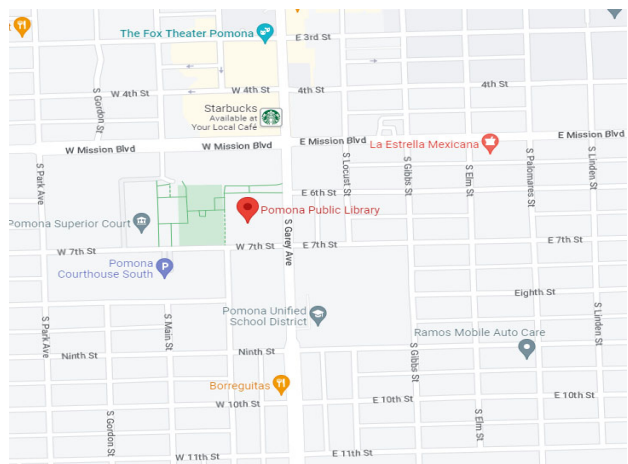 The Fox Theater Pomona
E 3rd St
W 4th St
W 4th St
4th St
4th St
S Gordon St
Starbucks
Available at
Your Local Café
W Mission Blvd
W Mission Blvd
E Mission Blvd
E Mission Blvd
La Estrella Mexicana
S Park Ave
S Locust St
S Gibbs St
S Elm St
S Palomares St
S Linden St
E 6th St
Pomona Public Library
Pomona Superior Court
S Garey Ave
W 7th St
W 7th St
E 7th St
E 7th St
Pomona
Courthouse South
Eighth St
Pomona Unified
School District
S Park Ave
S Main St
S Linden St
Ramos Mobile Auto Care
Ninth St
Ninth St
S Gibbs St
Borreguitas
W 10th St
E 10th St
E 10th St
S Gordon St
S Elm St
W 11th St
E 11th St